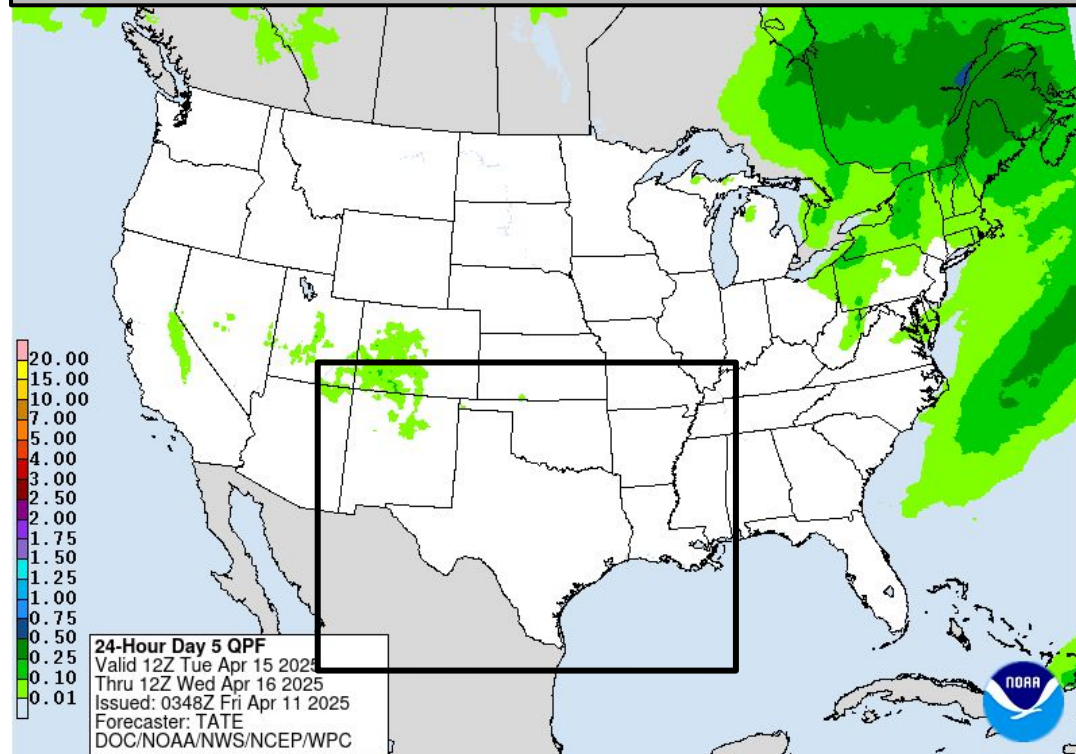 20.00
15.00
10.00
7.00
5.00
4.00
3.00
2.50
2.00
1.75
1.50
1.25
1.00
0.75
0.50
0.25
0.10
0.01
24-Hour Day 5 QPF
Valid 12Z Tue Apr 15 2025
Thru 12Z Wed Apr 16 2025
Issued: 0348Z Fri Apr 11 2025
Forecaster: TATE
DOC/NOAA/NWS/NCEP/WPC
NOAA